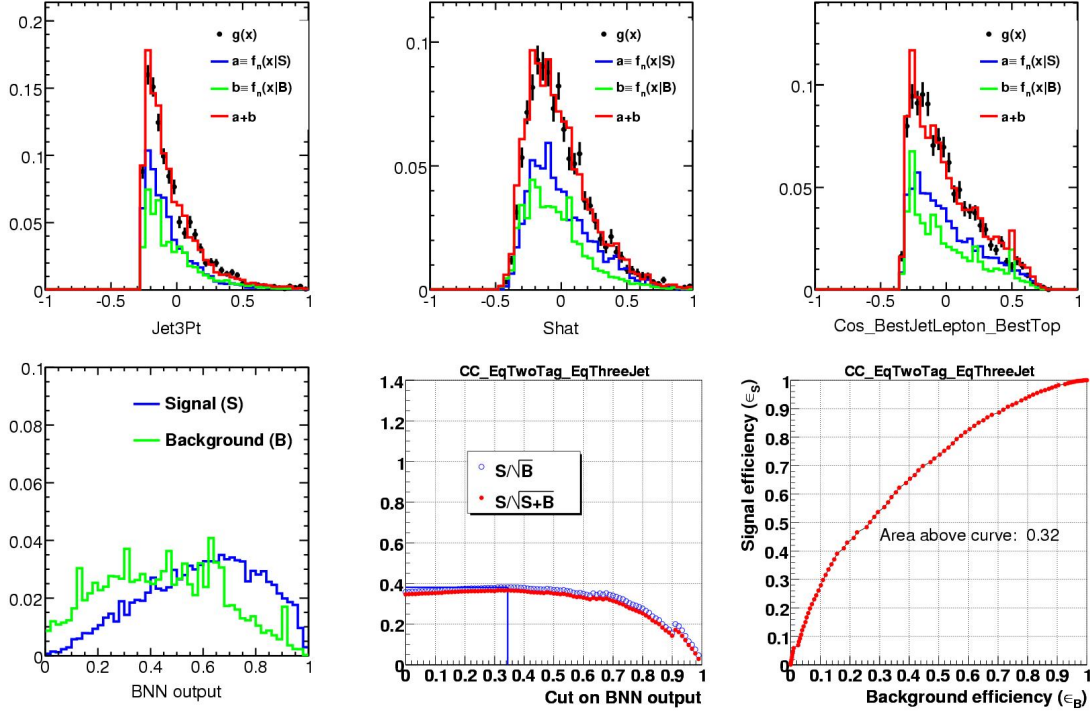 0.2
0.15
0.1
0.05
0
g(x)
a≡ fn(x|S)
b≡ fn(x|B)
a+b
-1 -0.5 0 0.5 1
Jet3Pt
0.1
0.05
0
g(x)
a≡ fn(x|S)
b≡ fn(x|B)
a+b
-1 -0.5 0 0.5 1
Shat
0.1
0.05
0
g(x)
a≡ fn(x|S)
b≡ fn(x|B)
a+b
-1 -0.5 0 0.5 1
Cos_BestJetLepton_BestTop
0.1
0.08
0.06
0.04
0.02
0
Signal (S)
Background (B)
0 0.2 0.4 0.6 0.8 1
BNN output
CC_EqTwoTag_EqThreeJet
1.4
1.2
1
0.8
0.6
0.4
0.2
0
S/√B
S/√S+B
0 0.1 0.2 0.3 0.4 0.5 0.6 0.7 0.8 0.9 1
Cut on BNN output
CC_EqTwoTag_EqThreeJet
Signal efficiency (ϵS)
1
0.9
0.8
0.7
0.6
0.5
0.4
0.3
0.2
0.1
0
Area above curve: 0.32
0 0.1 0.2 0.3 0.4 0.5 0.6 0.7 0.8 0.9 1
Background efficiency (ϵB)